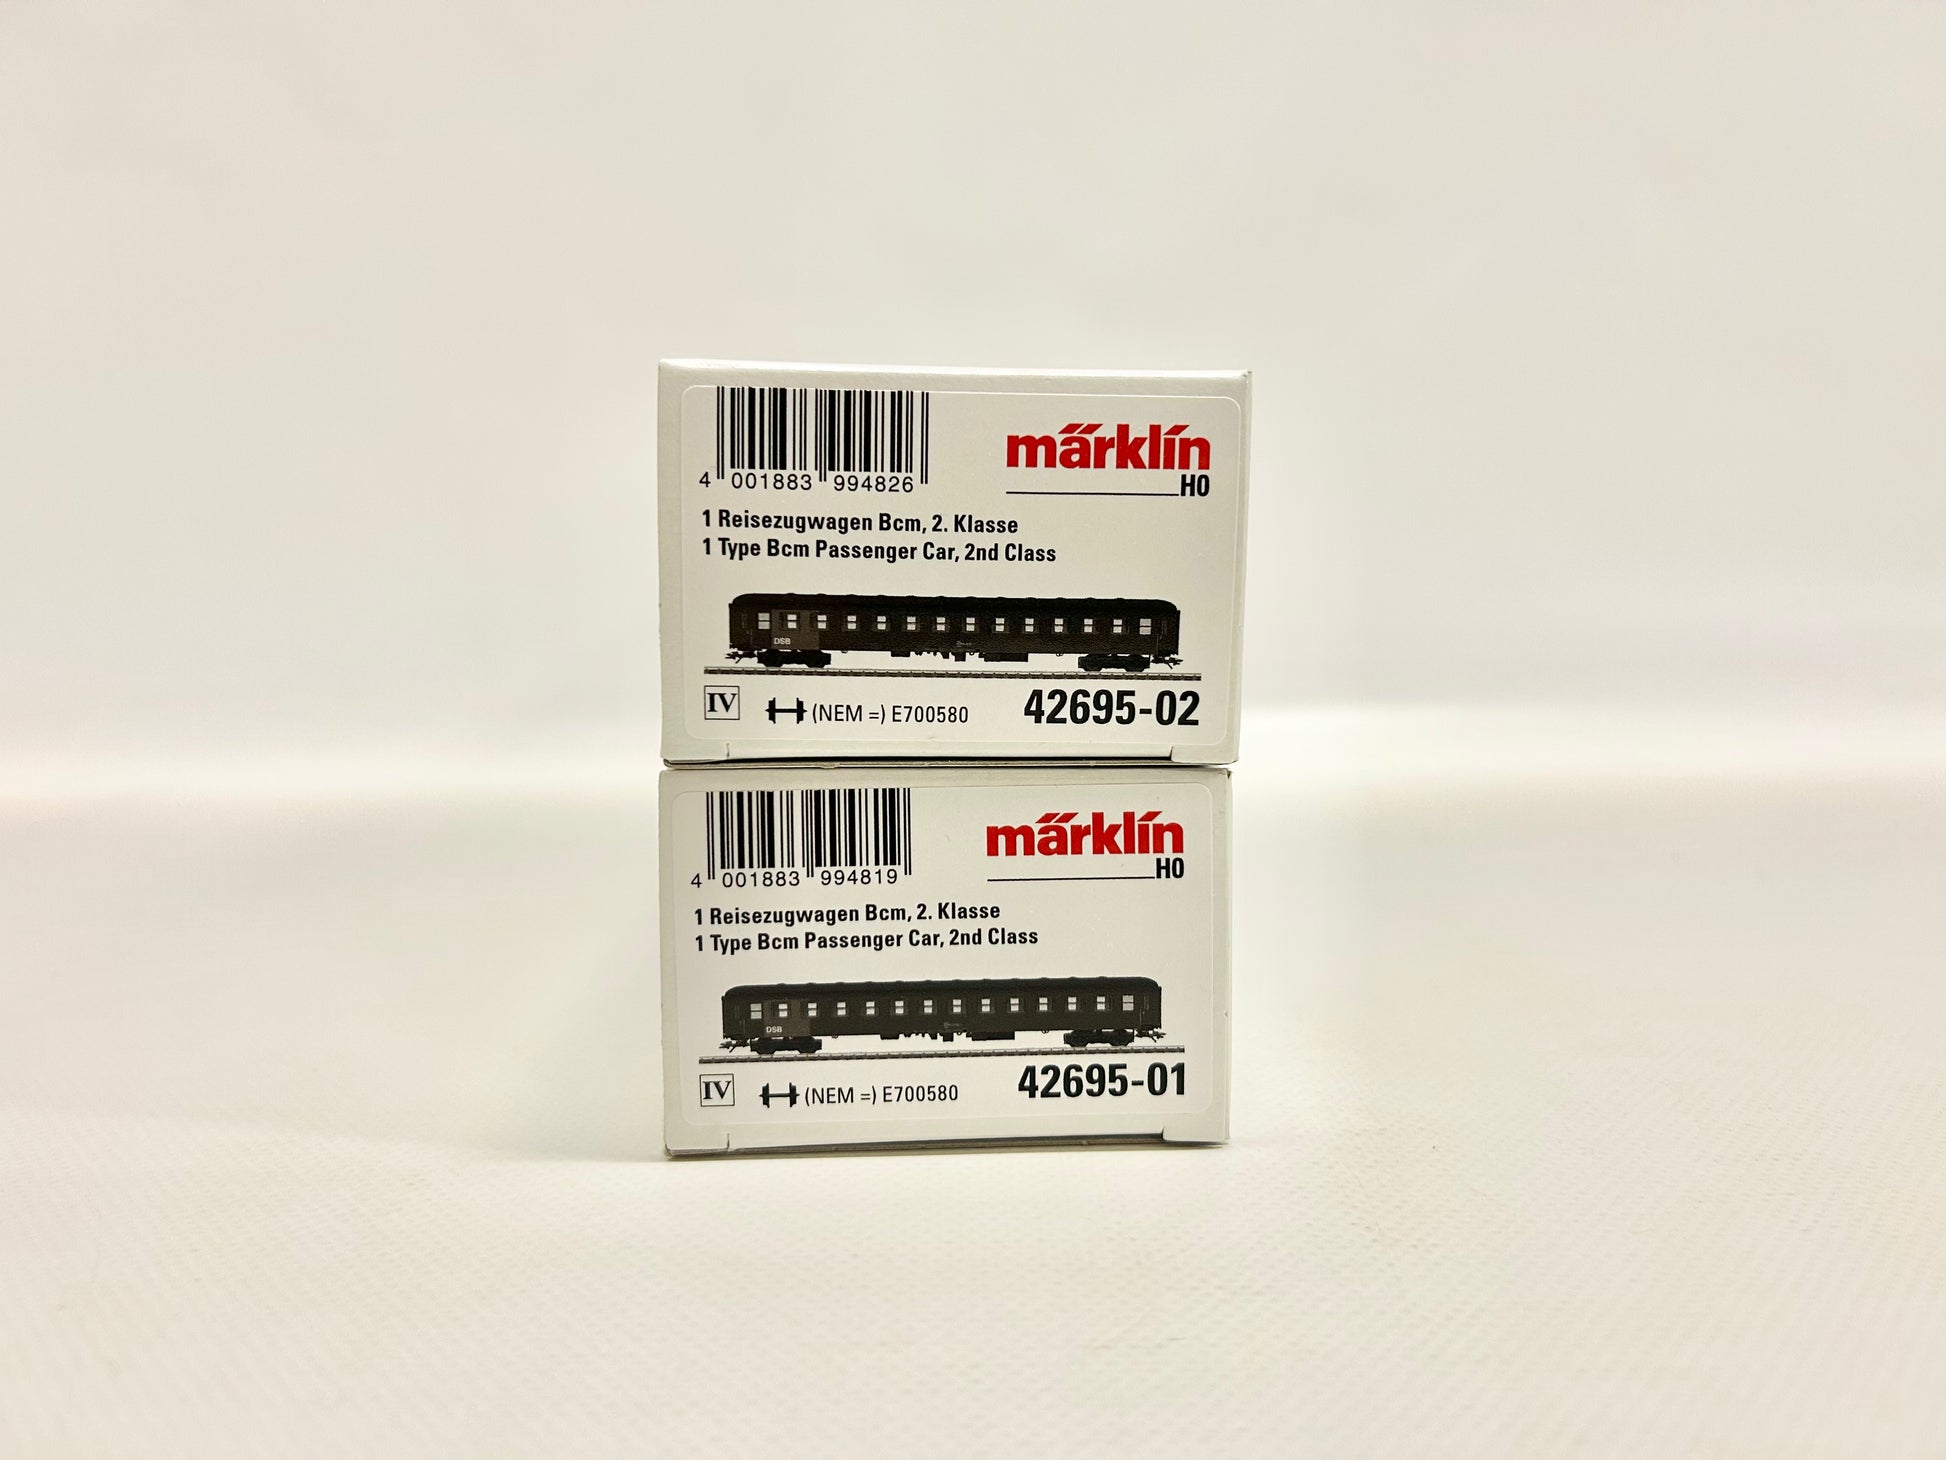 4 001883 994826
märklín
H0
1 Reisezugwagen Bcm, 2. Klasse
1 Type Bcm Passenger Car, 2nd Class
DSB
IV (NEM =) E700580 42695-02
4 001883 994819
märklín
H0
1 Reisezugwagen Bcm, 2. Klasse
1 Type Bcm Passenger Car, 2nd Class
DSB
IV (NEM =) E700580 42695-01